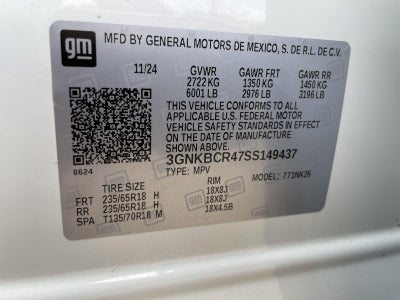 gm
MFD BY GENERAL MOTORS DE MEXICO, S. DE R.L. DE C.V.
11/24 GVWR GAWR FRT GAWR RR
2722 KG 1350 KG 1450 KG
6001 LB 2976 LB 3196 LB
THIS VEHICLE CONFORMS TO ALL
APPLICABLE U.S. FEDERAL MOTOR
VEHICLE SAFETY STANDARDS IN EFFECT ON THE
DATE OF MANUFACTURE SHOWN ABOVE.
3GNKBCR47SS149437
8624 TYPE: MPV MODEL: 771NK26
TIRE SIZE RIM
FRT 235/65R18 H 18X8J
RR 235/65R18 H 18X8J
SPA T135/70R18 M 18X4.5B